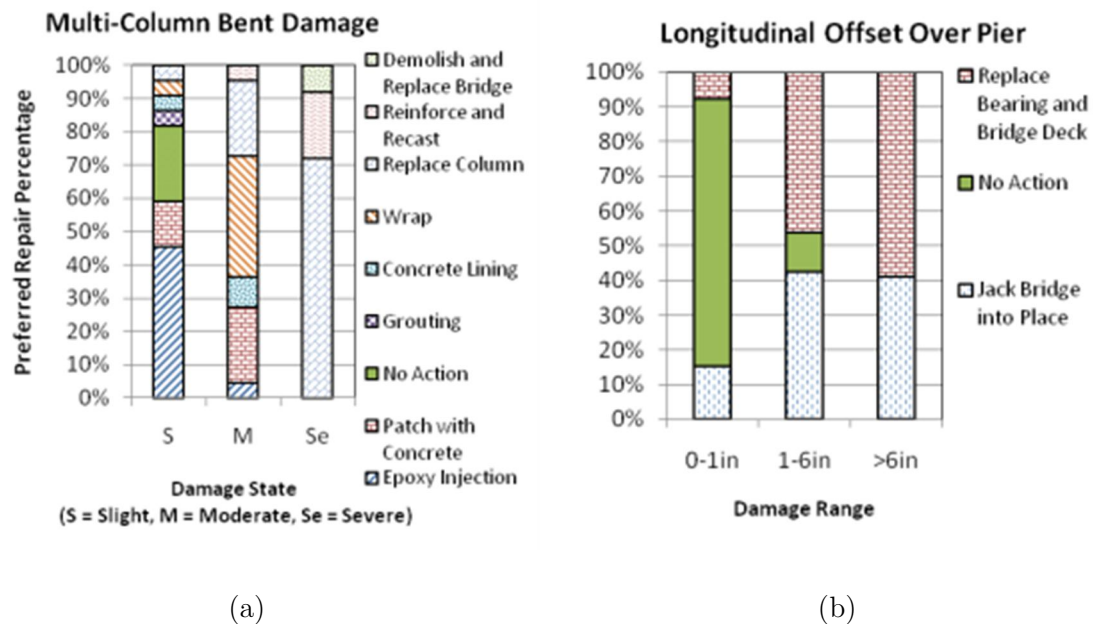 Multi-Column Bent Damage
Preferred Repair Percentage
100%
90%
80%
70%
60%
50%
40%
30%
20%
10%
0%
S M Se
Damage State
(S = Slight, M = Moderate, Se = Severe)
Demolish and
Replace Bridge
Reinforce and
Recast
Replace Column
Wrap
Concrete Lining
Grouting
No Action
Patch with
Concrete
Epoxy Injection
(a)
Longitudinal Offset Over Pier
100%
90%
80%
70%
60%
50%
40%
30%
20%
10%
0%
0-1in 1-6in >6in
Damage Range
Replace
Bearing and
Bridge Deck
No Action
Jack Bridge
into Place
(b)